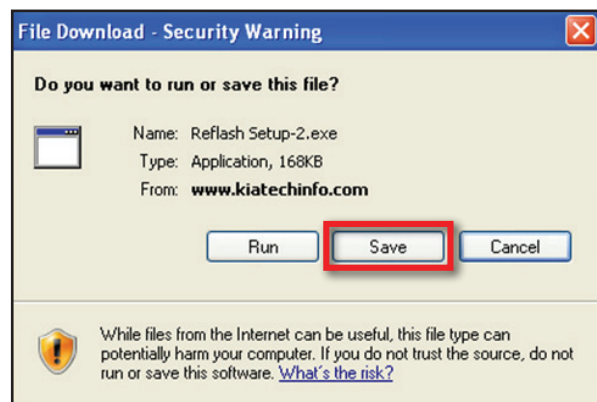 File Download - Security Warning
Do you want to run or save this file?
Name: Reflash Setup-2.exe
Type: Application, 168KB
From: www.kiatechinfo.com
Run Save Cancel
While files from the Internet can be useful, this file type can
potentially harm your computer. If you do not trust the source, do not
run or save this software. What's the risk?